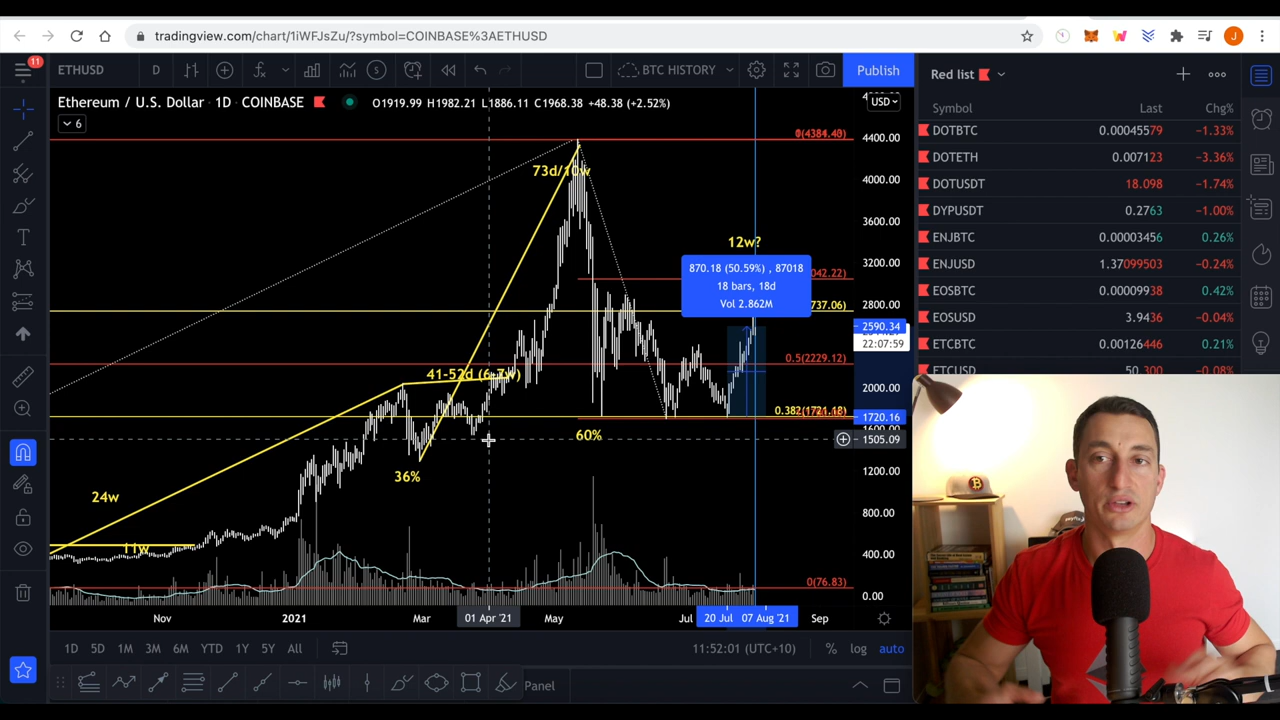 tradingview.com/chart/1iWFJsZu/?symbol=COINBASE%3AETHUSD
J
11
ETHUSD
D
BTC HISTORY
Publish
Red list
Ethereum / U.S. Dollar · 1D · COINBASE
O1919.99 H1982.21 L1886.11 C1968.38 +48.38 (+2.52%)
USD
6
Symbol Last Chg%
DOTBTC 0.00045579 −1.33%
DOTETH 0.007123 −3.36%
DOTUSDT 18.098 −1.74%
DYPUSDT 0.2763 −1.00%
ENJBTC 0.00003456 0.26%
ENJUSD 1.37099503 −0.24%
EOSBTC 0.00009938 0.42%
EOSUSD 3.9436 −0.04%
ETCBTC 0.00126446 0.21%
ETCUSD 50.300 −0.08%
4400.00
4000.00
3600.00
3200.00
2800.00
2590.34
22:07:59
2000.00
1720.16
1505.09
1200.00
800.00
400.00
0.00
73d/10w
12w?
870.18 (50.59%) , 87018
18 bars, 18d
Vol 2.862M
042.22)
737.06)
0.5(2229.12)
41-52d (6-7w)
0.382(1721.18)
60%
36%
24w
11w
0(76.83)
Nov
2021
Mar
01 Apr '21
May
Jul
20 Jul
07 Aug '21
Sep
1D 5D 1M 3M 6M YTD 1Y 5Y All
11:52:01 (UTC+10)
% log auto
Panel